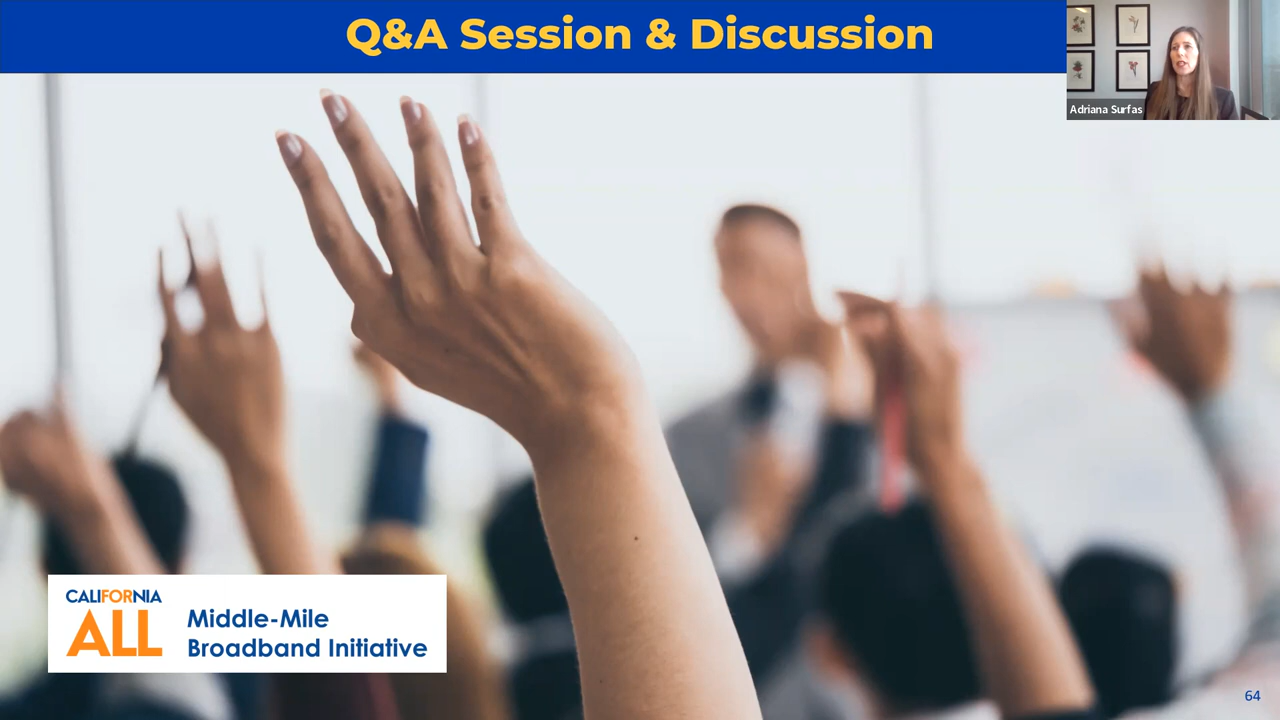 Q&A Session & Discussion
Adriana Surfas
CALIFORNIA
ALL
Middle-Mile
Broadband Initiative
64